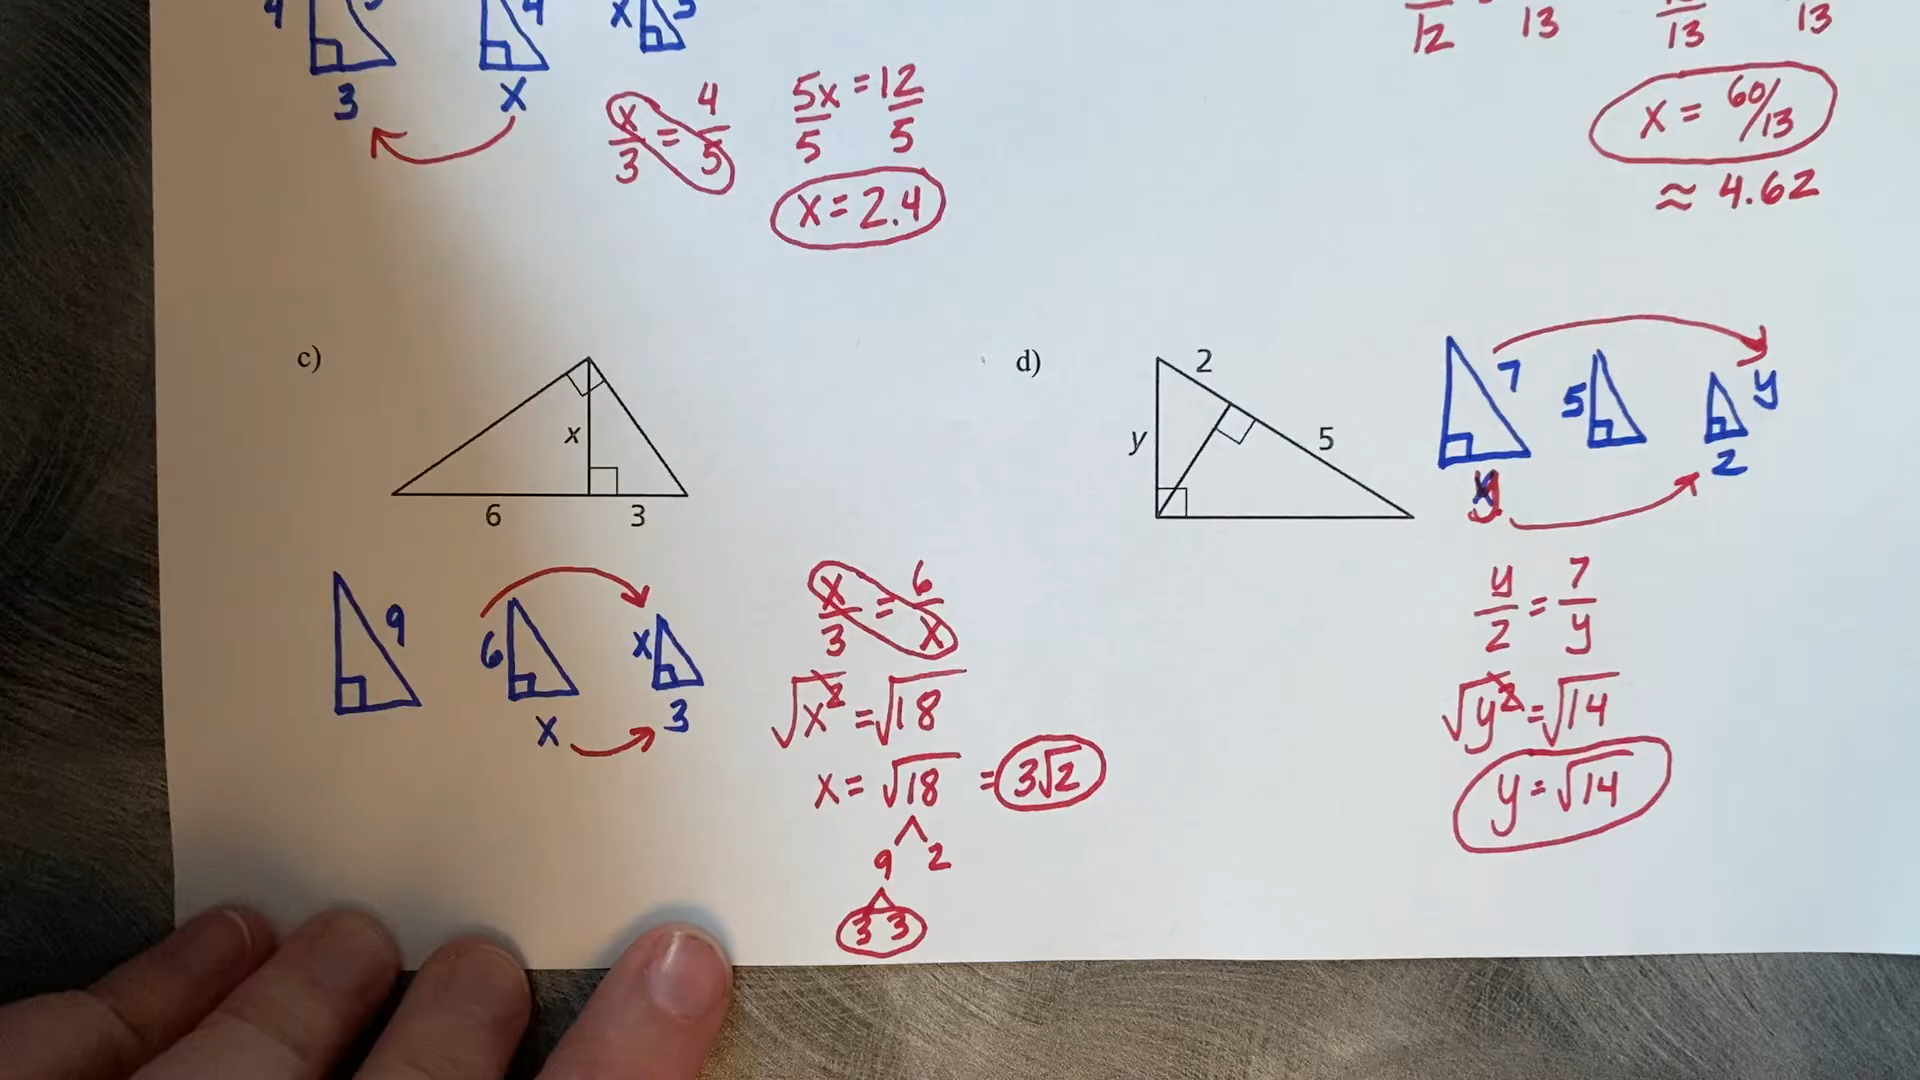 4
3
x
4
x
x/3 = 4/5
5x/5 = 12/5
x = 2.4
12
13
13
13
x = 60/13
≈ 4.62
c)
x
6
3
9
6
x
x
3
x/3 = 6/x
√x² = √18
x = √18 = 3√2
9 2
3 3
d)
2
y
5
7
y
5
y
2
y/2 = 7/y
√y² = √14
y = √14